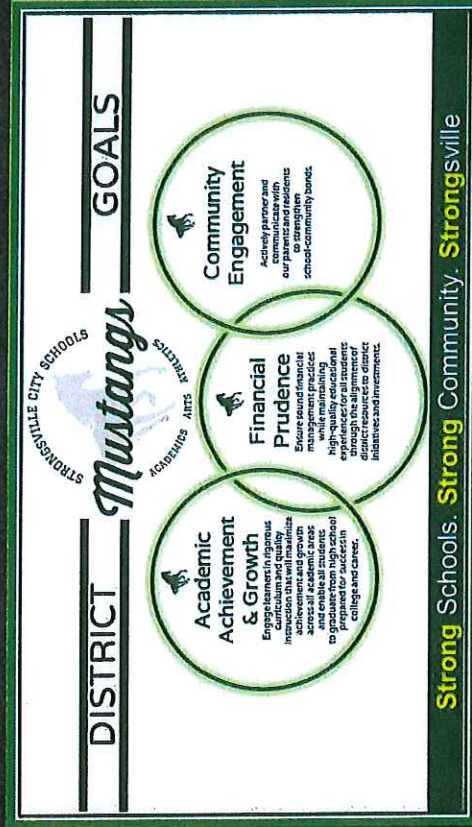 DISTRICT
STRONGSVILLE CITY SCHOOLS
Mustangs
ACADEMICS ARTS ATHLETICS
GOALS
Academic
Achievement
& Growth
Engage learners in rigorous
curriculum and quality
instruction that will maximize
achievement and growth
across all academic areas
and enable all students
to graduate from high school
prepared for success in
college and career.
Financial
Prudence
Ensure sound financial
management practices
while maintaining
high-quality educational
experiences for all students
through the alignment of
district resources to district
initiatives and investments.
Community
Engagement
Actively partner and
communicate with
our parents and residents
to strengthen
school-community bonds.
Strong Schools. Strong Community. Strongsville